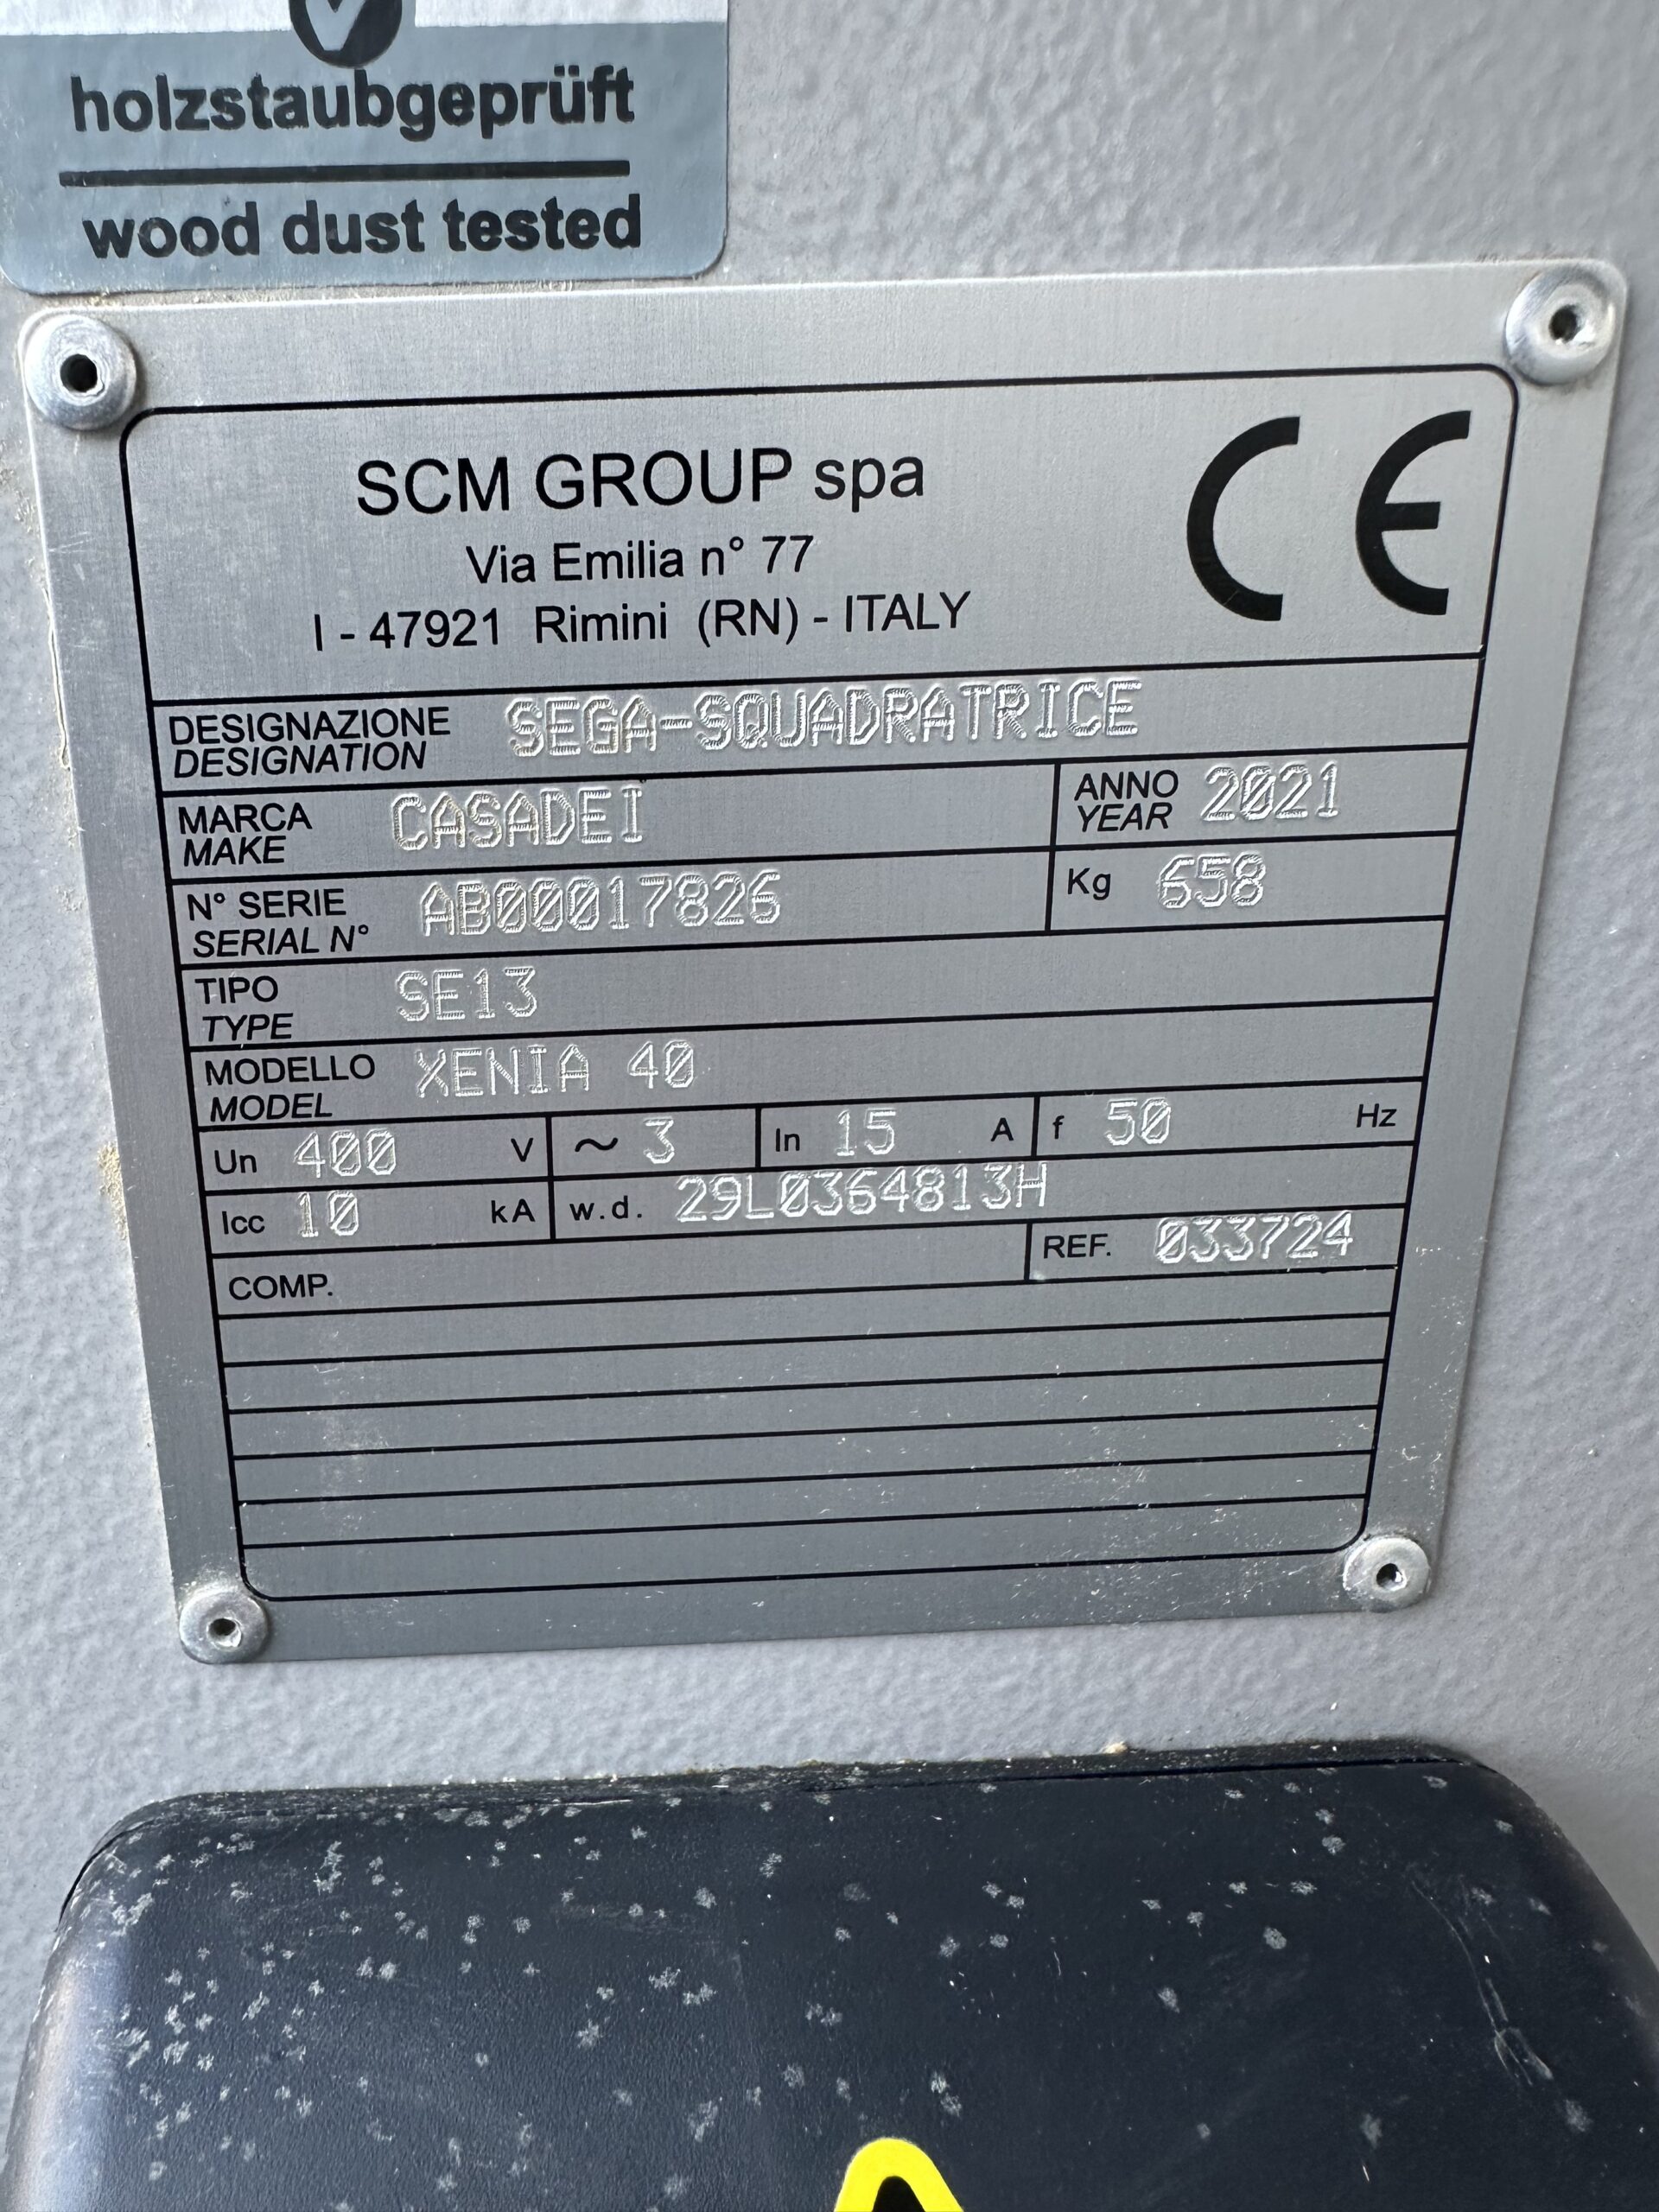 holzstaubgeprüft
wood dust tested
SCM GROUP spa
Via Emilia n° 77
I - 47921 Rimini (RN) - ITALY
CE
DESIGNAZIONE
DESIGNATION
SEGA-SQUADRATRICE
MARCA
MAKE
CASADEI
ANNO
YEAR
2021
N° SERIE
SERIAL N°
AB00017826
Kg 658
TIPO
TYPE
SE13
MODELLO
MODEL
XENIA 40
Un 400 V ~ 3 In 15 A f 50 Hz
Icc 10 kA w.d. 29L0364813H
COMP.
REF. 033724